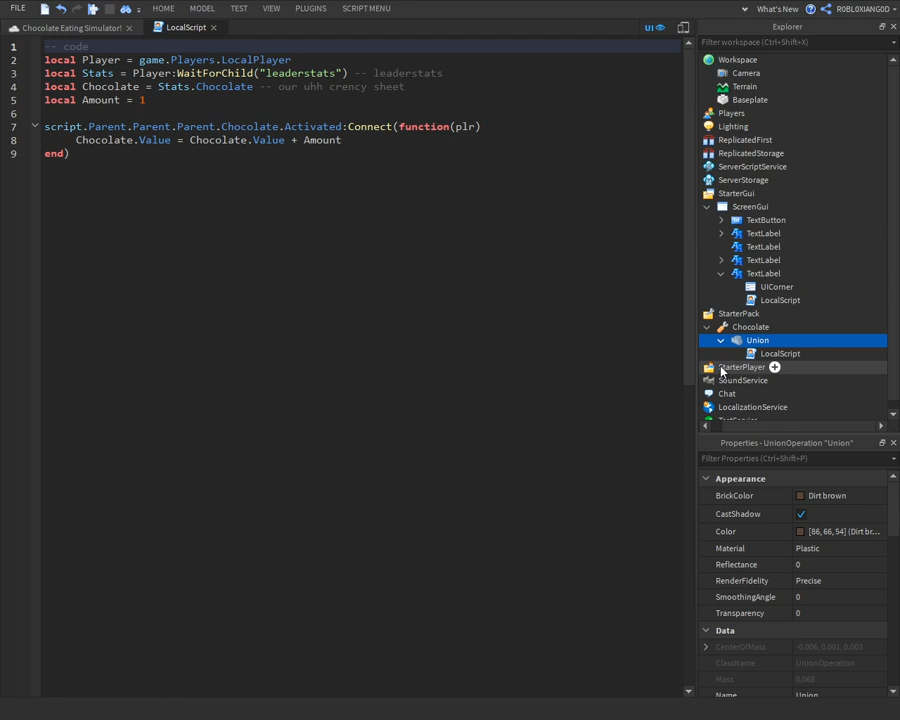 FILE HOME MODEL TEST VIEW PLUGINS SCRIPT MENU What's New R0BL0XIANG0D
Chocolate Eating Simulator! LocalScript UI
1 -- code
2 local Player = game.Players.LocalPlayer
3 local Stats = Player:WaitForChild("leaderstats") -- leaderstats
4 local Chocolate = Stats.Chocolate -- our uhh crency sheet
5 local Amount = 1
6
7 script.Parent.Parent.Parent.Chocolate.Activated:Connect(function(plr)
8 Chocolate.Value = Chocolate.Value + Amount
9 end)
Explorer
Filter workspace (Ctrl+Shift+X)
Workspace
Camera
Terrain
Baseplate
Players
Lighting
ReplicatedFirst
ReplicatedStorage
ServerScriptService
ServerStorage
StarterGui
ScreenGui
TextButton
TextLabel
TextLabel
TextLabel
TextLabel
UICorner
LocalScript
StarterPack
Chocolate
Union
LocalScript
StarterPlayer
SoundService
Chat
LocalizationService
Properties - UnionOperation "Union"
Filter Properties (Ctrl+Shift+P)
Appearance
BrickColor Dirt brown
CastShadow
Color [86, 66, 54] (Dirt br...
Material Plastic
Reflectance 0
RenderFidelity Precise
SmoothingAngle 0
Transparency 0
Data
CenterOfMass -0.006, 0.001, 0.003
ClassName UnionOperation
Mass 0.068
Name Union